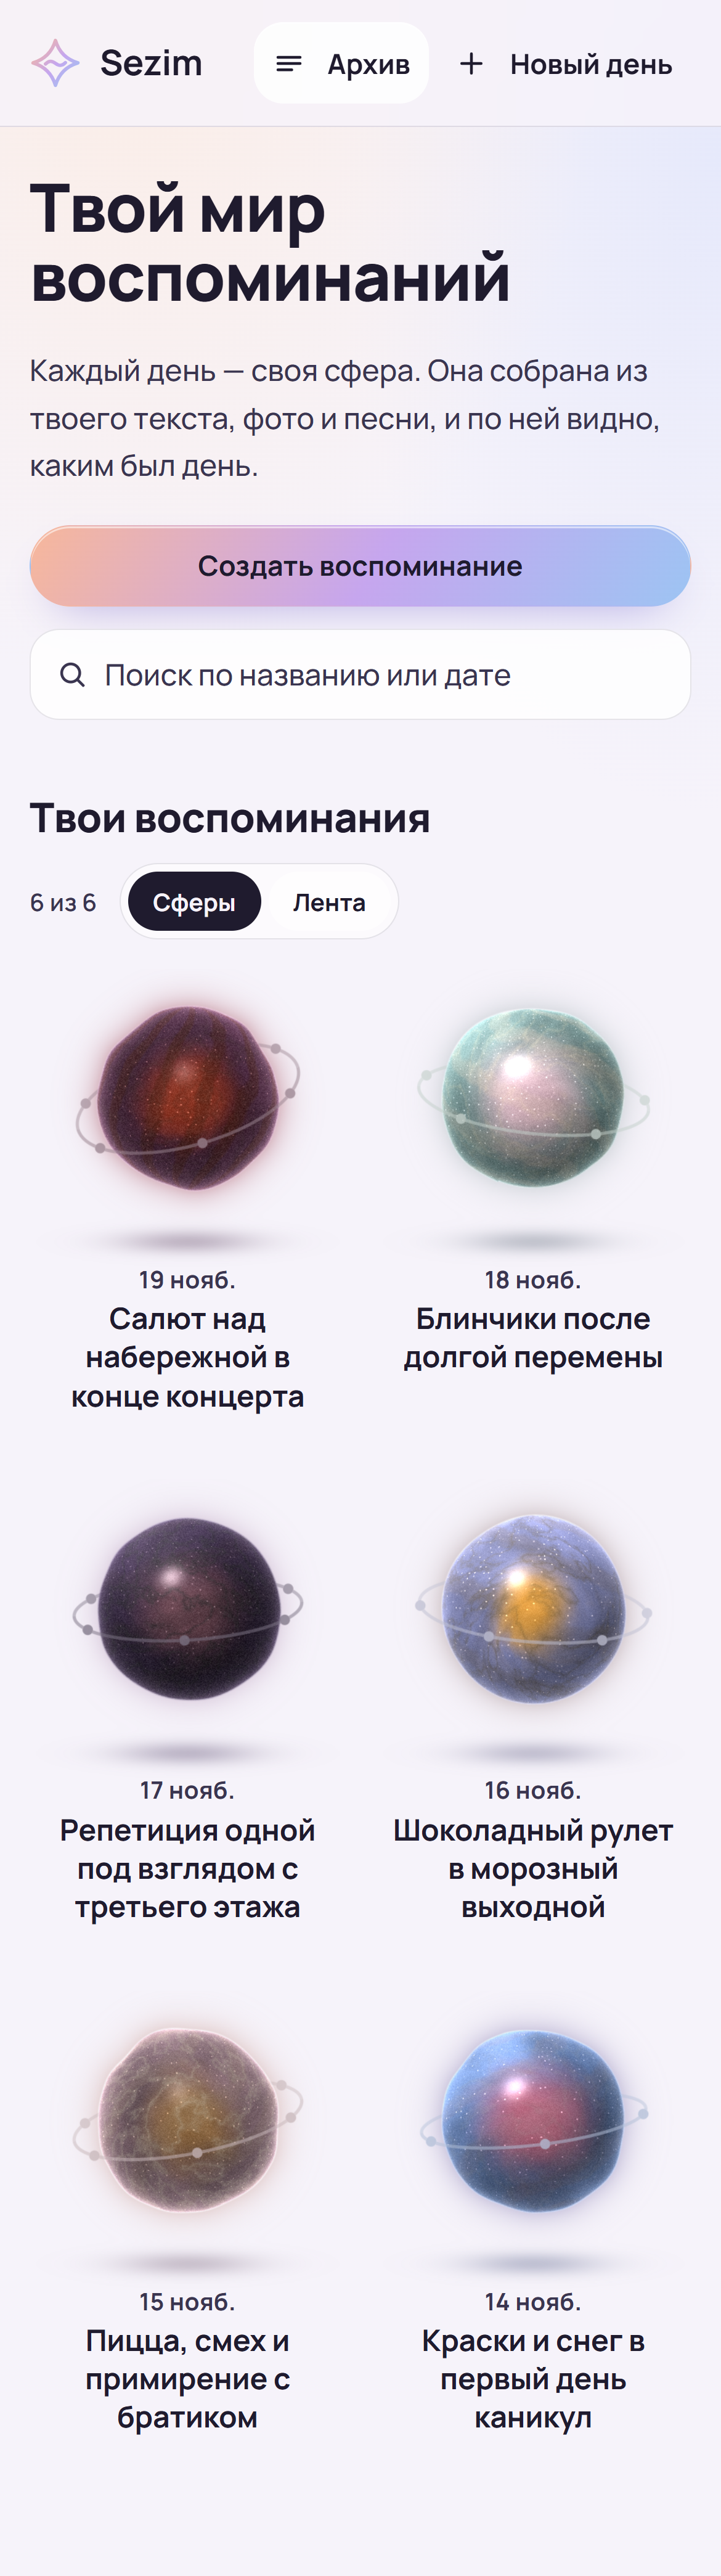 Sezim
Архив
Новый день
Твой мир
воспоминаний
Каждый день — своя сфера. Она собрана из
твоего текста, фото и песни, и по ней видно,
каким был день.
Создать воспоминание
Поиск по названию или дате
Твои воспоминания
6 из 6
Сферы
Лента
19 нояб.
Салют над
набережной в
конце концерта
18 нояб.
Блинчики после
долгой перемены
17 нояб.
Репетиция одной
под взглядом с
третьего этажа
16 нояб.
Шоколадный рулет
в морозный
выходной
15 нояб.
Пицца, смех и
примирение с
братиком
14 нояб.
Краски и снег в
первый день
каникул